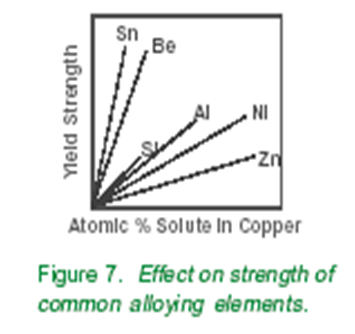 Sn
Be
Al
Ni
Si
Zn
Yield Strength
Atomic % Solute In Copper
Figure 7. Effect on strength of
common alloying elements.